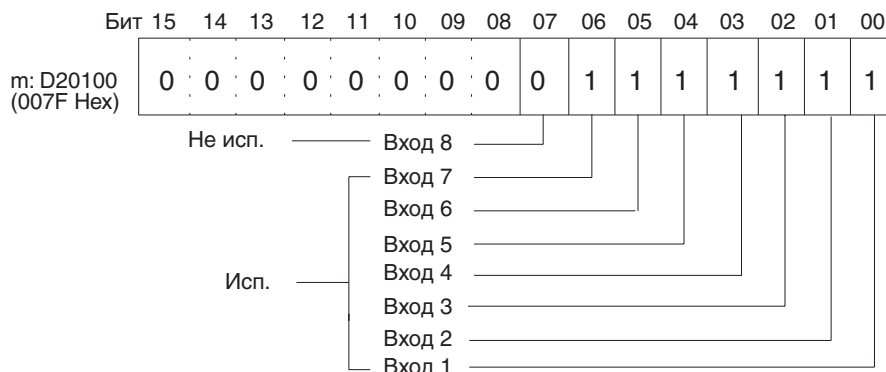 Бит 15 14 13 12 11 10 09 08 07 06 05 04 03 02 01 00
m: D20100
(007F Hex)
0 0 0 0 0 0 0 0 0 1 1 1 1 1 1 1
Не исп. Вход 8
Вход 7
Вход 6
Вход 5
Вход 4
Исп.
Вход 3
Вход 2
Вход 1